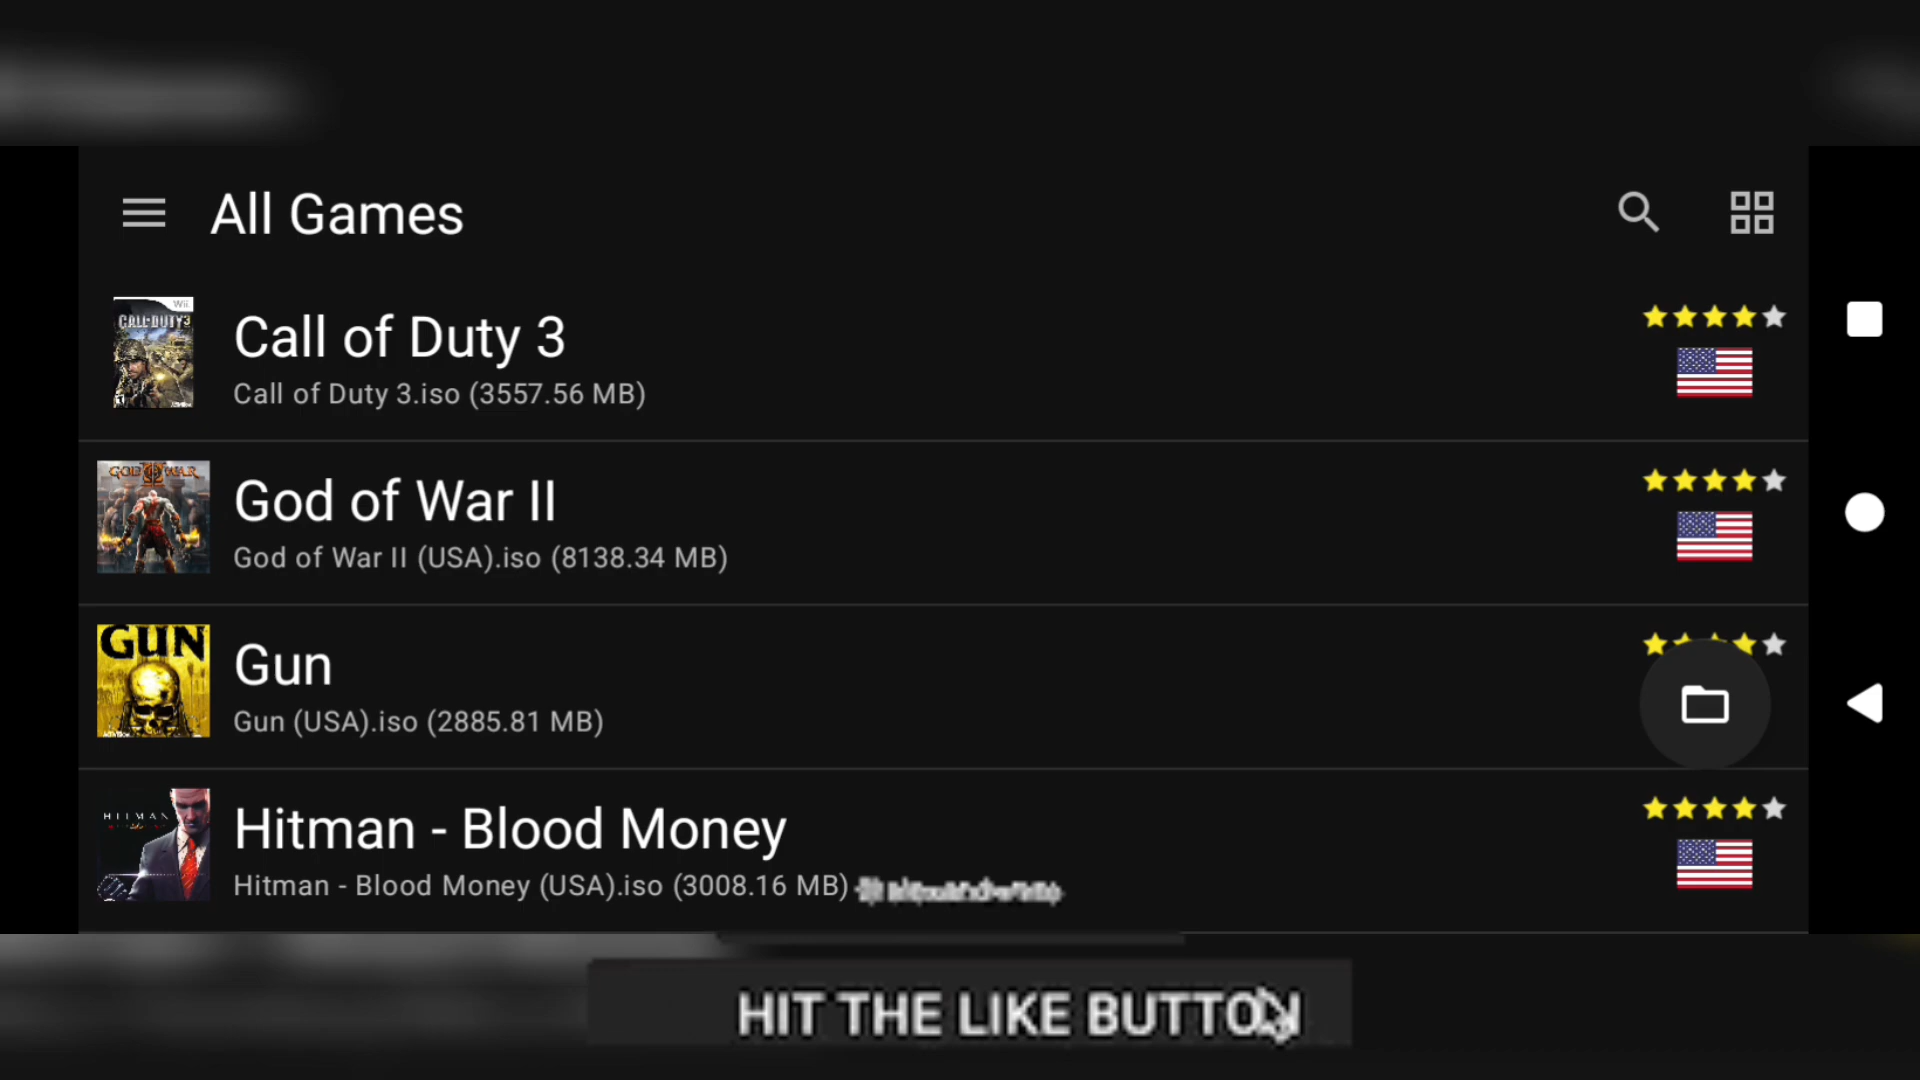 All Games
Wii
CALL OF DUTY 3
Call of Duty 3
Call of Duty 3.iso (3557.56 MB)
GOD OF WAR
God of War II
God of War II (USA).iso (8138.34 MB)
GUN
Gun
Gun (USA).iso (2885.81 MB)
HITMAN
Hitman - Blood Money
Hitman - Blood Money (USA).iso (3008.16 MB)
HIT THE LIKE BUTTON